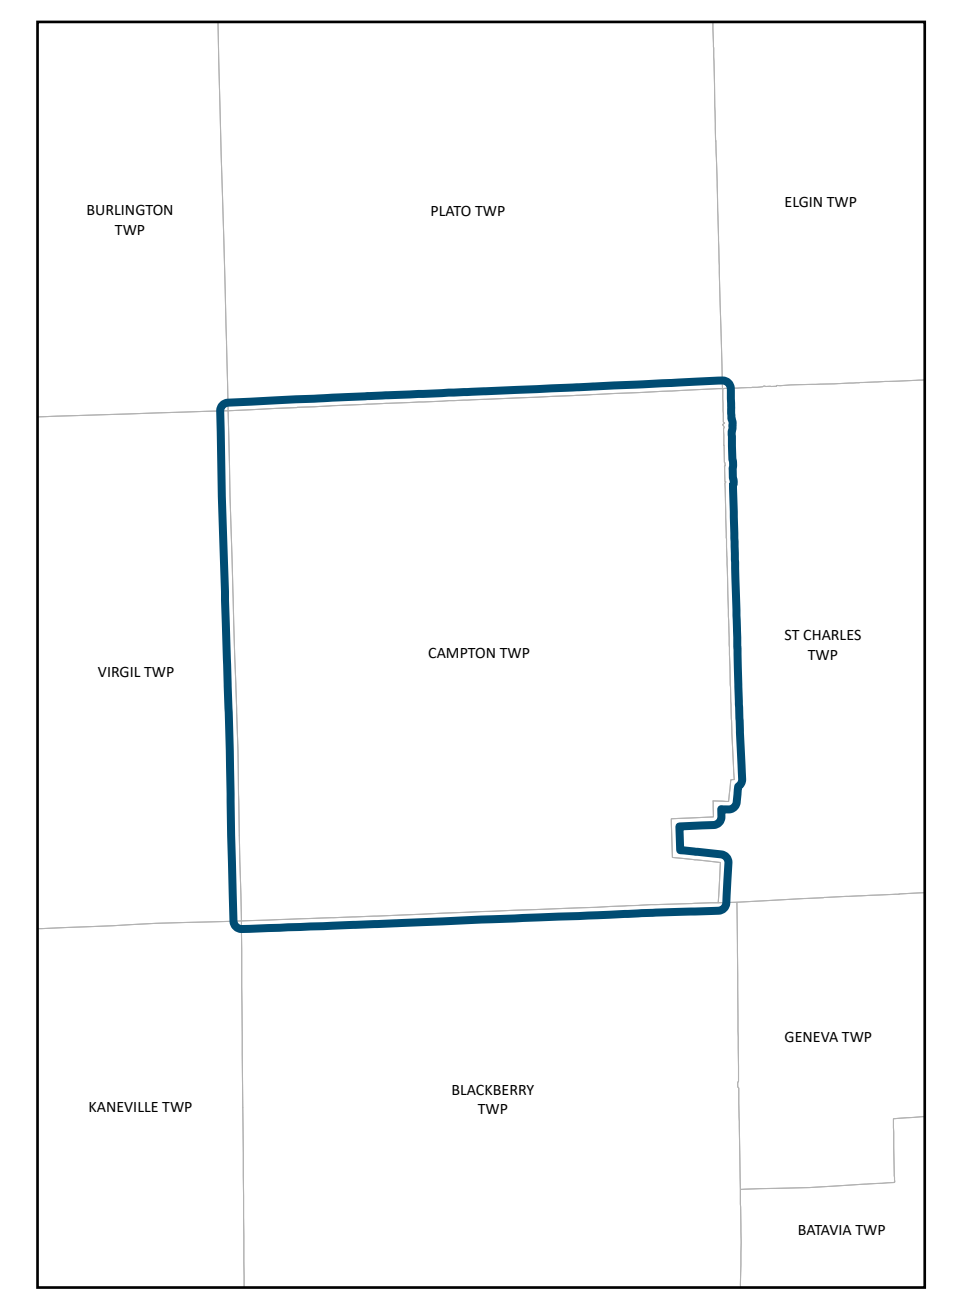 BURLINGTON
TWP
PLATO TWP
ELGIN TWP
VIRGIL TWP
CAMPTON TWP
ST CHARLES
TWP
KANEVILLE TWP
BLACKBERRY
TWP
GENEVA TWP
BATAVIA TWP